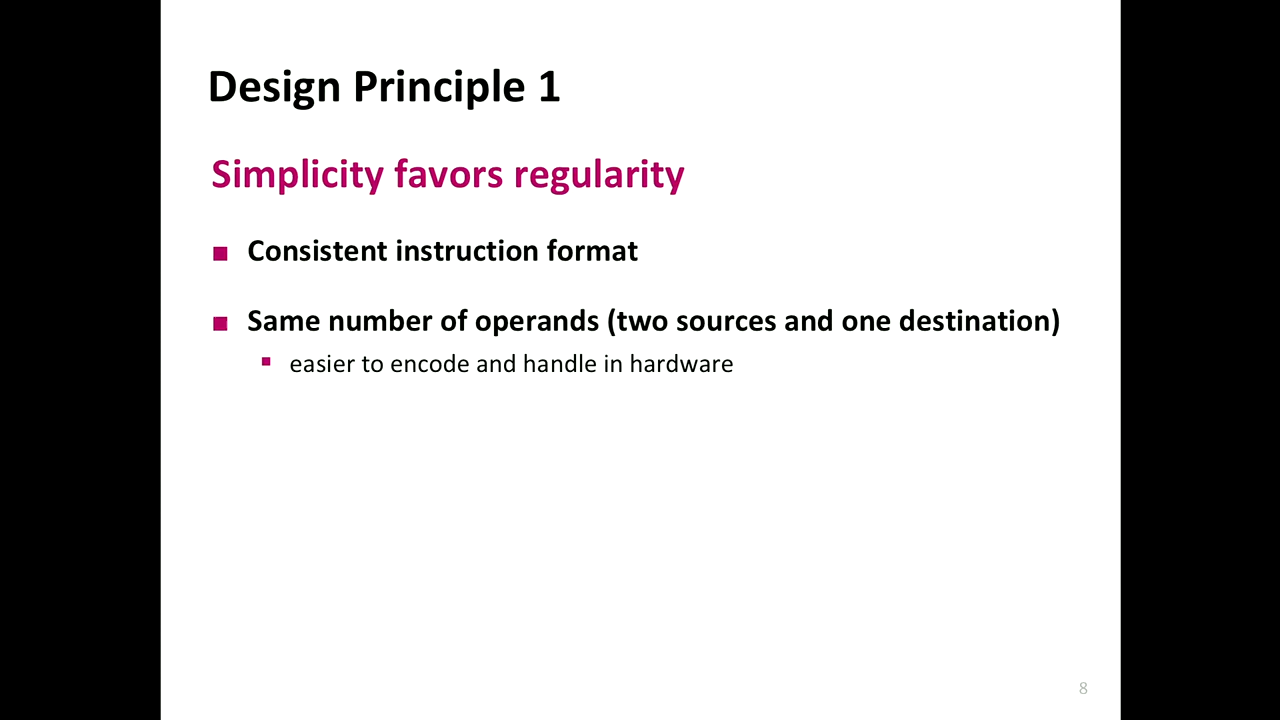 Design Principle 1
Simplicity favors regularity
Consistent instruction format
Same number of operands (two sources and one destination)
easier to encode and handle in hardware
8